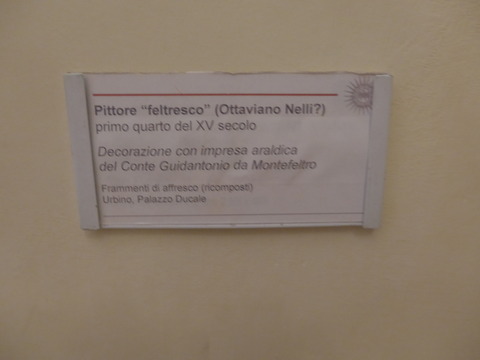 Pittore “feltresco” (Ottaviano Nelli?)
primo quarto del XV secolo
Decorazione con impresa araldica
del Conte Guidantonio da Montefeltro
Frammenti di affresco (ricomposti)
Urbino, Palazzo Ducale